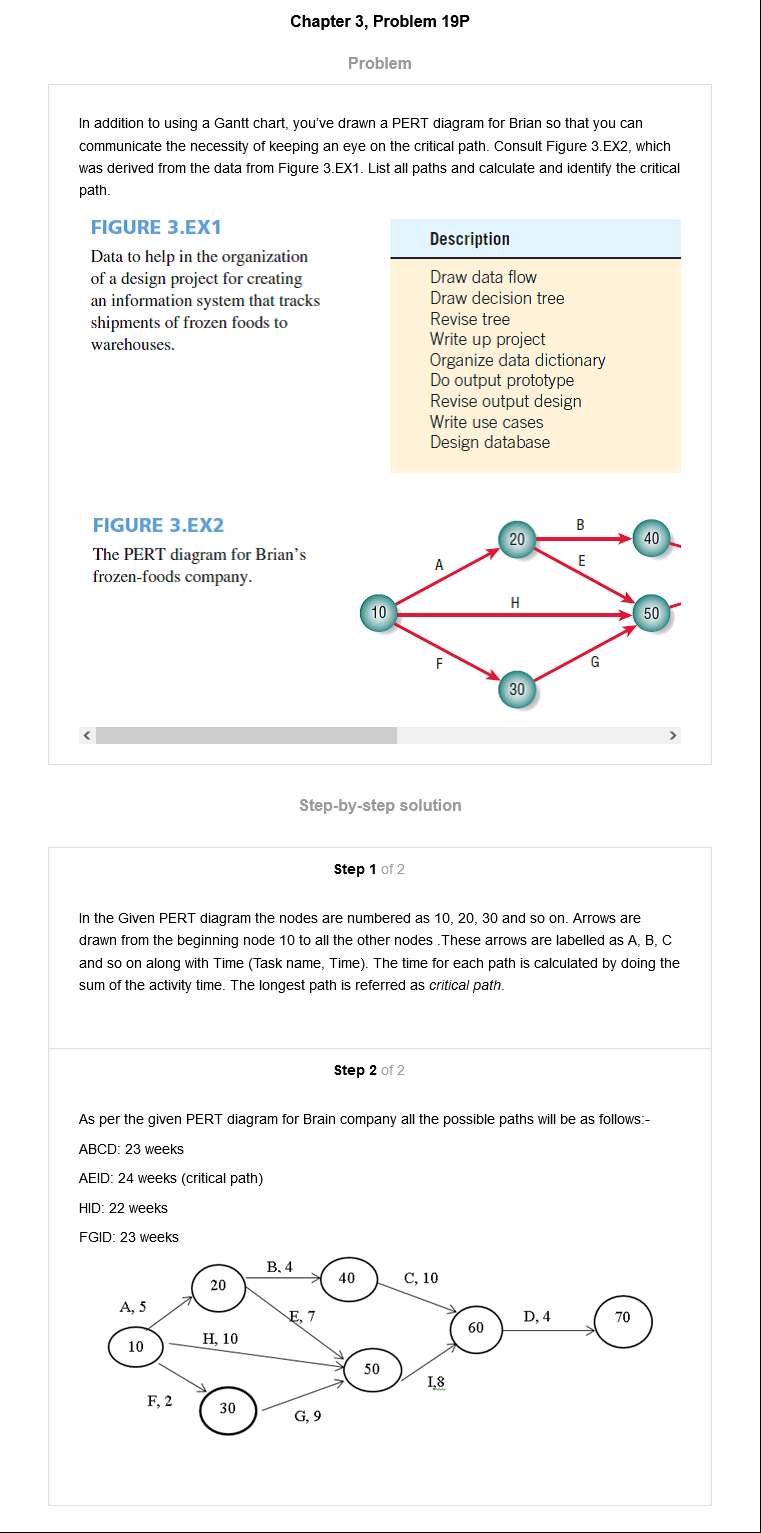 Chapter 3, Problem 19P
Problem
In addition to using a Gantt chart, you've drawn a PERT diagram for Brian so that you can
communicate the necessity of keeping an eye on the critical path. Consult Figure 3.EX2, which
was derived from the data from Figure 3.EX1. List all paths and calculate and identify the critical
path.
FIGURE 3.EX1
Data to help in the organization
of a design project for creating
an information system that tracks
shipments of frozen foods to
warehouses.
Description
Draw data flow
Draw decision tree
Revise tree
Write up project
Organize data dictionary
Do output prototype
Revise output design
Write use cases
Design database
FIGURE 3.EX2
The PERT diagram for Brian's
frozen-foods company.
B
20
40
A
E
H
10
50
F
G
30
Step-by-step solution
Step 1 of 2
In the Given PERT diagram the nodes are numbered as 10, 20, 30 and so on. Arrows are
drawn from the beginning node 10 to all the other nodes .These arrows are labelled as A, B, C
and so on along with Time (Task name, Time). The time for each path is calculated by doing the
sum of the activity time. The longest path is referred as critical path.
Step 2 of 2
As per the given PERT diagram for Brain company all the possible paths will be as follows:-
ABCD: 23 weeks
AEID: 24 weeks (critical path)
HID: 22 weeks
FGID: 23 weeks
B, 4
20
40
C, 10
A, 5
E, 7
D, 4
70
60
H, 10
10
50
I,8
F, 2
30
G, 9